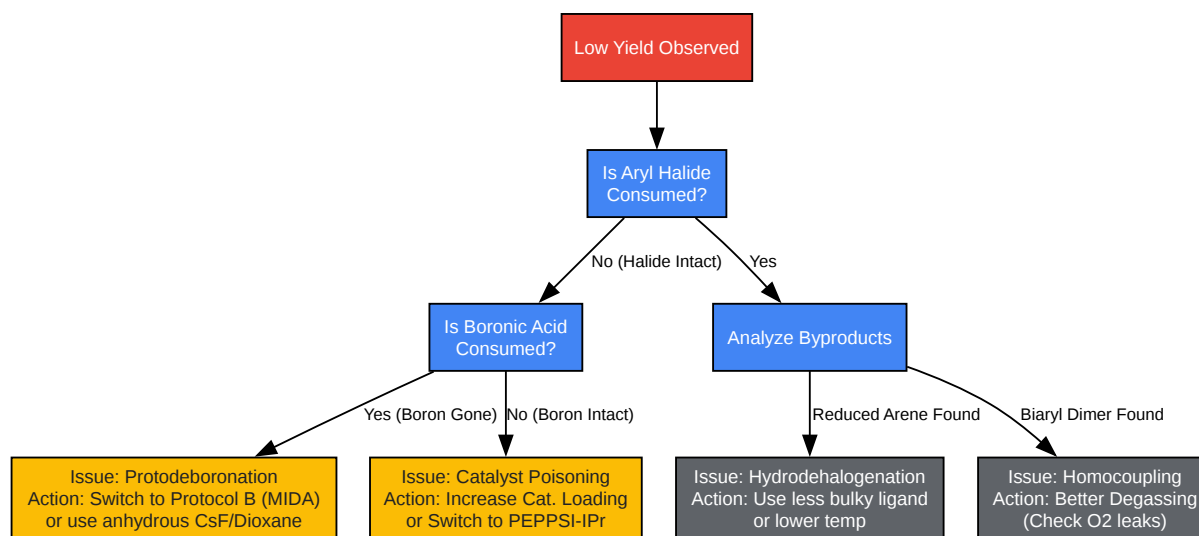 Low Yield Observed
Is Aryl Halide
Consumed?
No (Halide Intact)
Yes
Is Boronic Acid
Consumed?
Analyze Byproducts
Yes (Boron Gone)
No (Boron Intact)
Reduced Arene Found
Biaryl Dimer Found
Issue: Protodeboronation
Action: Switch to Protocol B (MIDA)
or use anhydrous CsF/Dioxane
Issue: Catalyst Poisoning
Action: Increase Cat. Loading
or Switch to PEPPSI-IPr
Issue: Hydrodehalogenation
Action: Use less bulky ligand
or lower temp
Issue: Homocoupling
Action: Better Degassing
(Check O2 leaks)